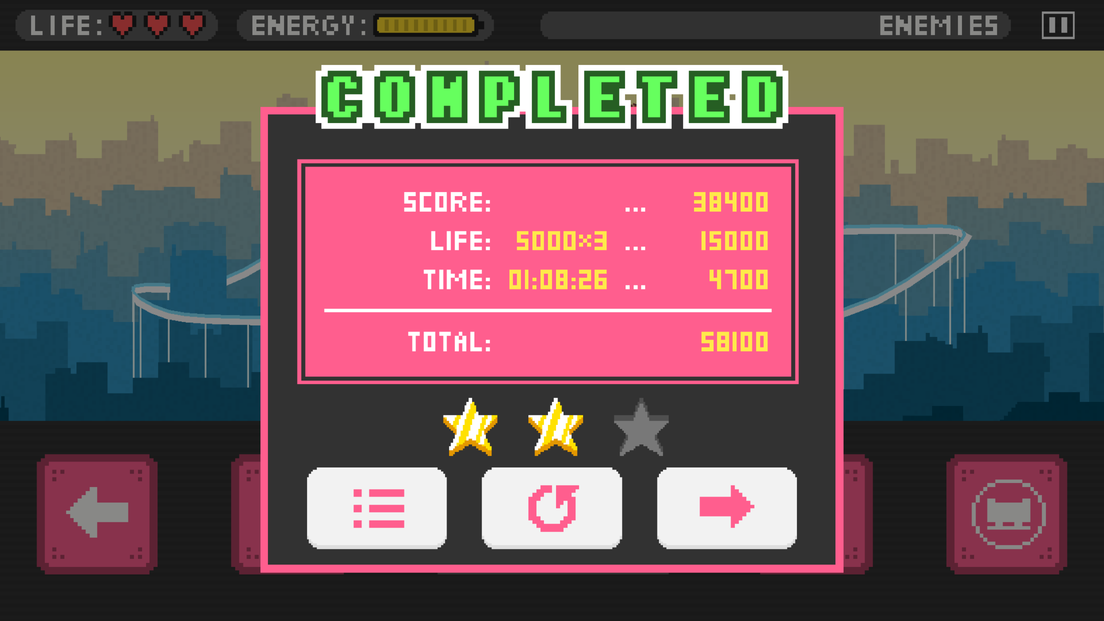 LIFE: ENERGY: ENEMIES
COMPLETED
SCORE: ... 38400
LIFE: 5000×3 ... 15000
TIME: 01:08:26 ... 4700
TOTAL: 58100